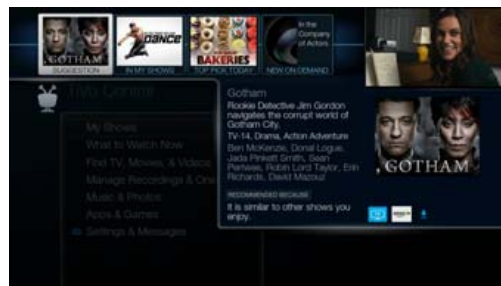 GOTHAM
SUGGESTION
DANCE
IN MY SHOWS
BAKERIES
TOP PICK TODAY
In the
Company
of Actors
NEW ON DEMAND
TiVo Central
My Shows
What to Watch Now
Find TV, Movies, & Videos
Manage Recordings & One
Music & Photos
Apps & Games
Settings & Messages
Gotham
Rookie Detective Jim Gordon
navigates the corrupt world of
Gotham City.
TV-14, Drama, Action Adventure
Ben McKenzie, Donal Logue,
Jada Pinkett Smith, Sean
Pertwee, Robin Lord Taylor, Erin
Richards, David Mazouz
RECOMMENDED BECAUSE
It is similar to other shows you
enjoy.
GOTHAM